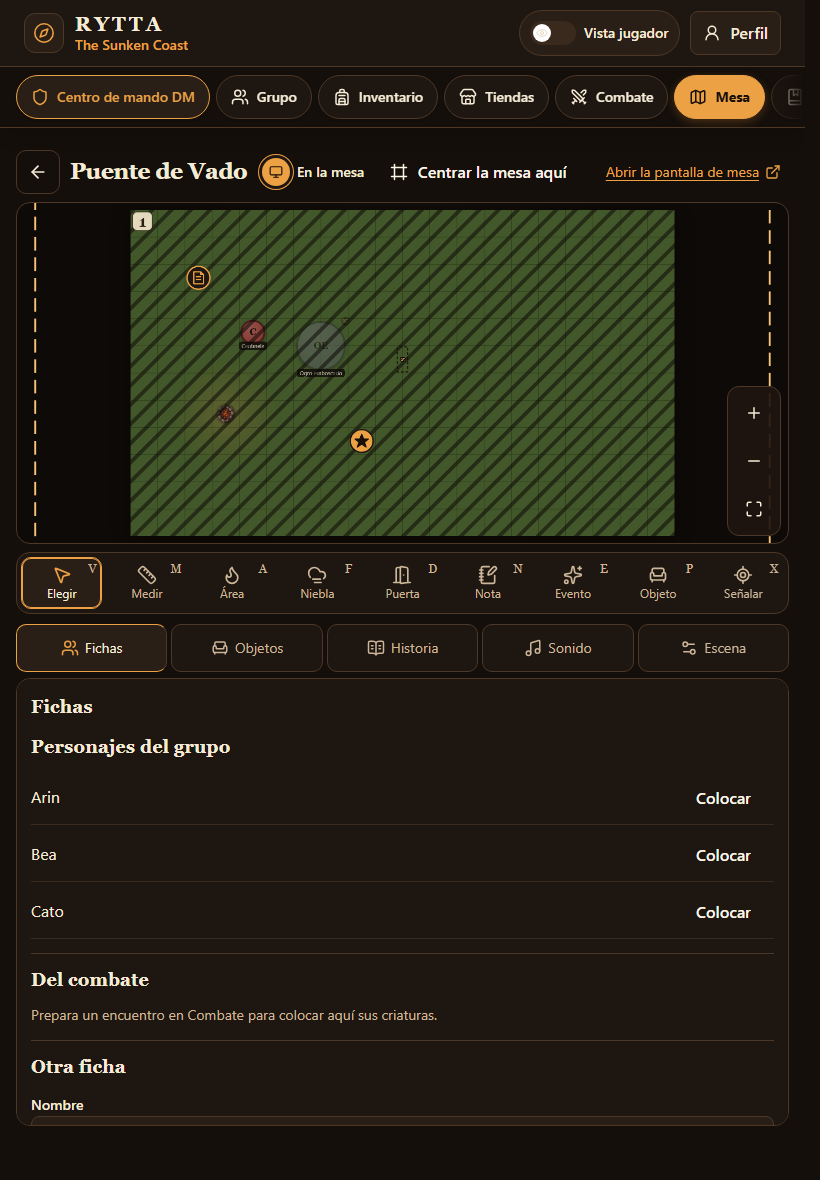 RYTTA
The Sunken Coast
Vista jugador
Perfil
Centro de mando DM
Grupo
Inventario
Tiendas
Combate
Mesa
Puente de Vado
En la mesa
Centrar la mesa aquí
Abrir la pantalla de mesa
1
C
Centinela
OE
Elegir V
Medir M
Área A
Niebla F
Puerta D
Nota N
Evento E
Objeto P
Señalar X
Fichas
Objetos
Historia
Sonido
Escena
Fichas
Personajes del grupo
Arin Colocar
Bea Colocar
Cato Colocar
Del combate
Prepara un encuentro en Combate para colocar aquí sus criaturas.
Otra ficha
Nombre